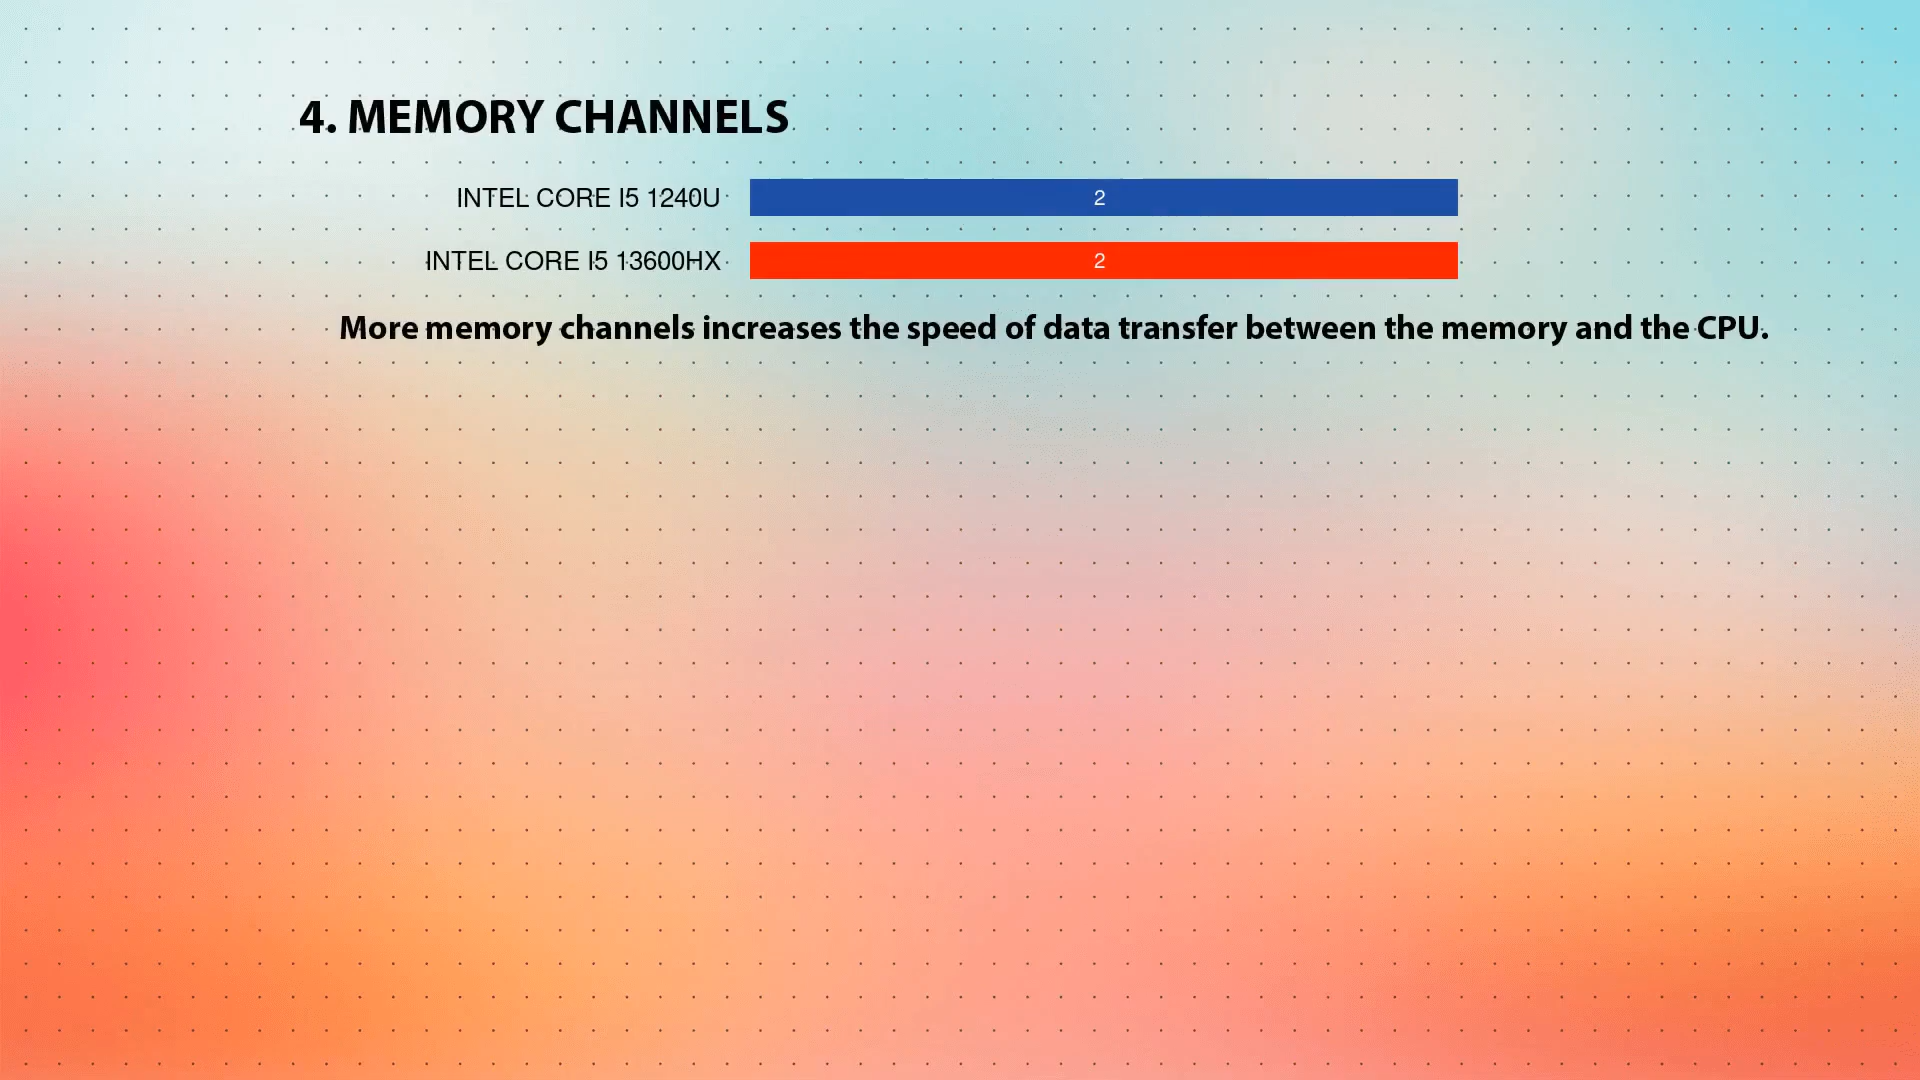 4. MEMORY CHANNELS
INTEL CORE I5 1240U 2
INTEL CORE I5 13600HX 2
More memory channels increases the speed of data transfer between the memory and the CPU.